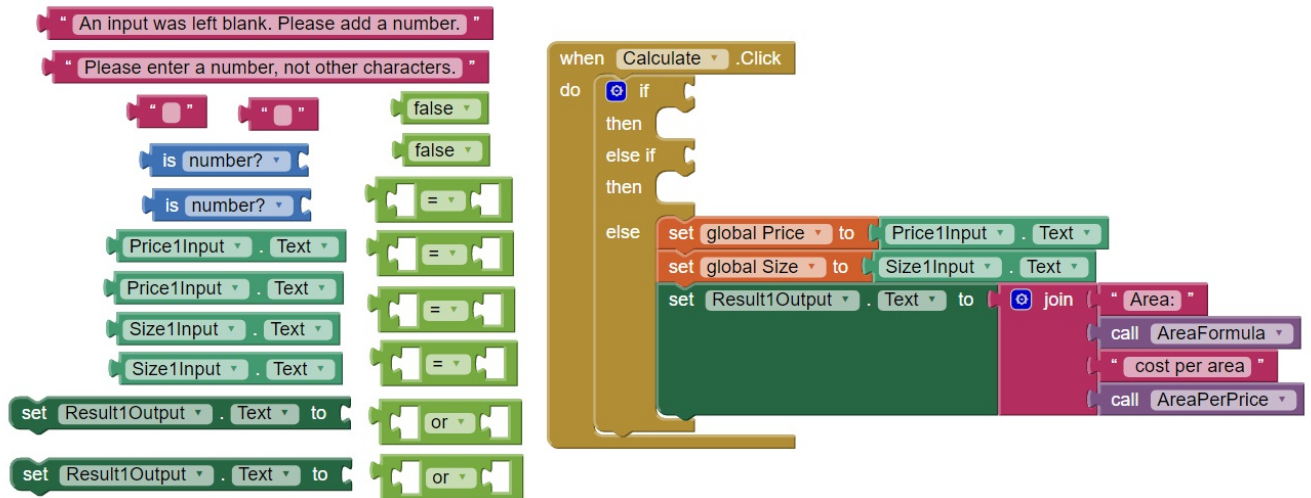 " An input was left blank. Please add a number. "
" Please enter a number, not other characters. "
" "
" "
false
is number?
false
is number?
=
Price1Input . Text
=
Price1Input . Text
=
Size1Input . Text
=
Size1Input . Text
set Result1Output . Text to
or
set Result1Output . Text to
or
when Calculate .Click
do if
then
else if
then
else set global Price to Price1Input . Text
set global Size to Size1Input . Text
set Result1Output . Text to join " Area: "
call AreaFormula
" cost per area "
call AreaPerPrice